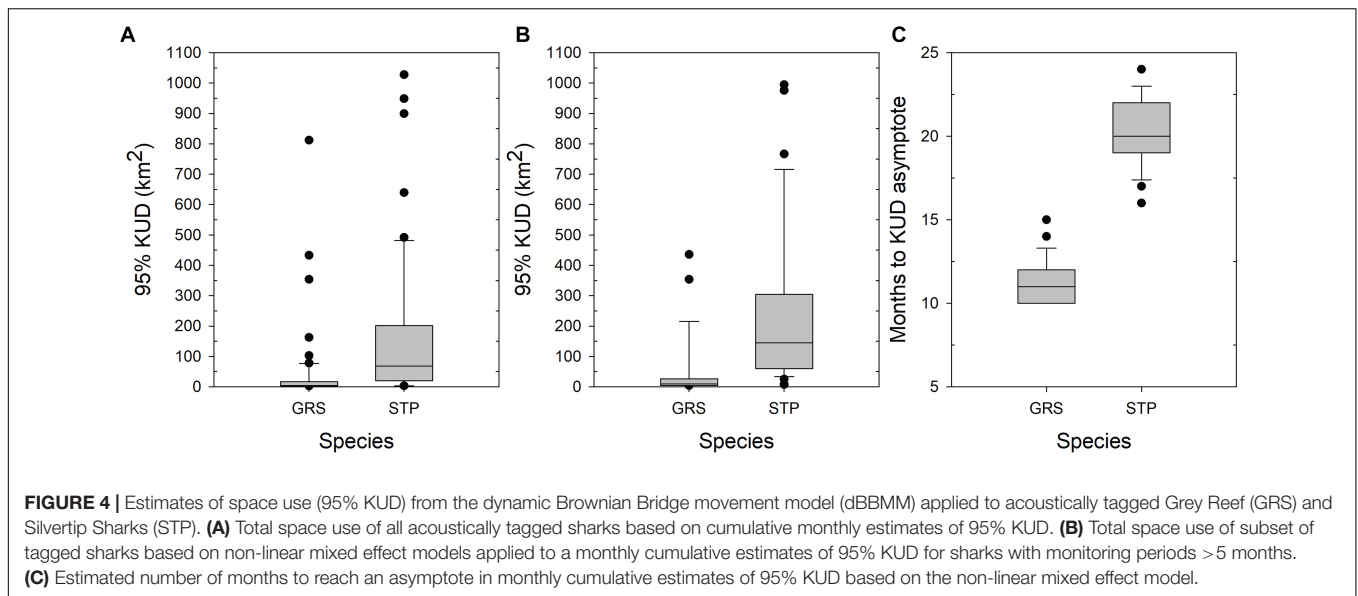 A
B
C
1100
1000
900
800
700
600
500
400
300
200
100
0
95% KUD (km²)
GRS STP
Species
1100
1000
900
800
700
600
500
400
300
200
100
0
95% KUD (km²)
GRS STP
Species
25
20
15
10
5
Months to KUD asymptote
GRS STP
Species
FIGURE 4 | Estimates of space use (95% KUD) from the dynamic Brownian Bridge movement model (dBBMM) applied to acoustically tagged Grey Reef (GRS) and
Silvertip Sharks (STP). (A) Total space use of all acoustically tagged sharks based on cumulative monthly estimates of 95% KUD. (B) Total space use of subset of
tagged sharks based on non-linear mixed effect models applied to a monthly cumulative estimates of 95% KUD for sharks with monitoring periods >5 months.
(C) Estimated number of months to reach an asymptote in monthly cumulative estimates of 95% KUD based on the non-linear mixed effect model.